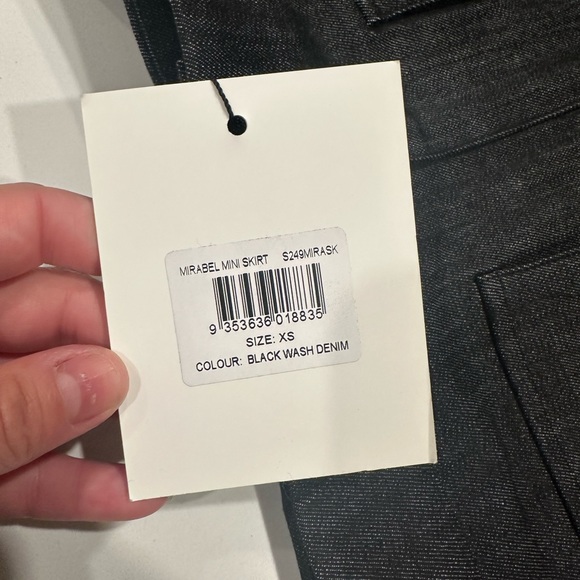 MIRABEL MINI SKIRT S249MIRASK
9 353636 018835
SIZE: XS
COLOUR: BLACK WASH DENIM